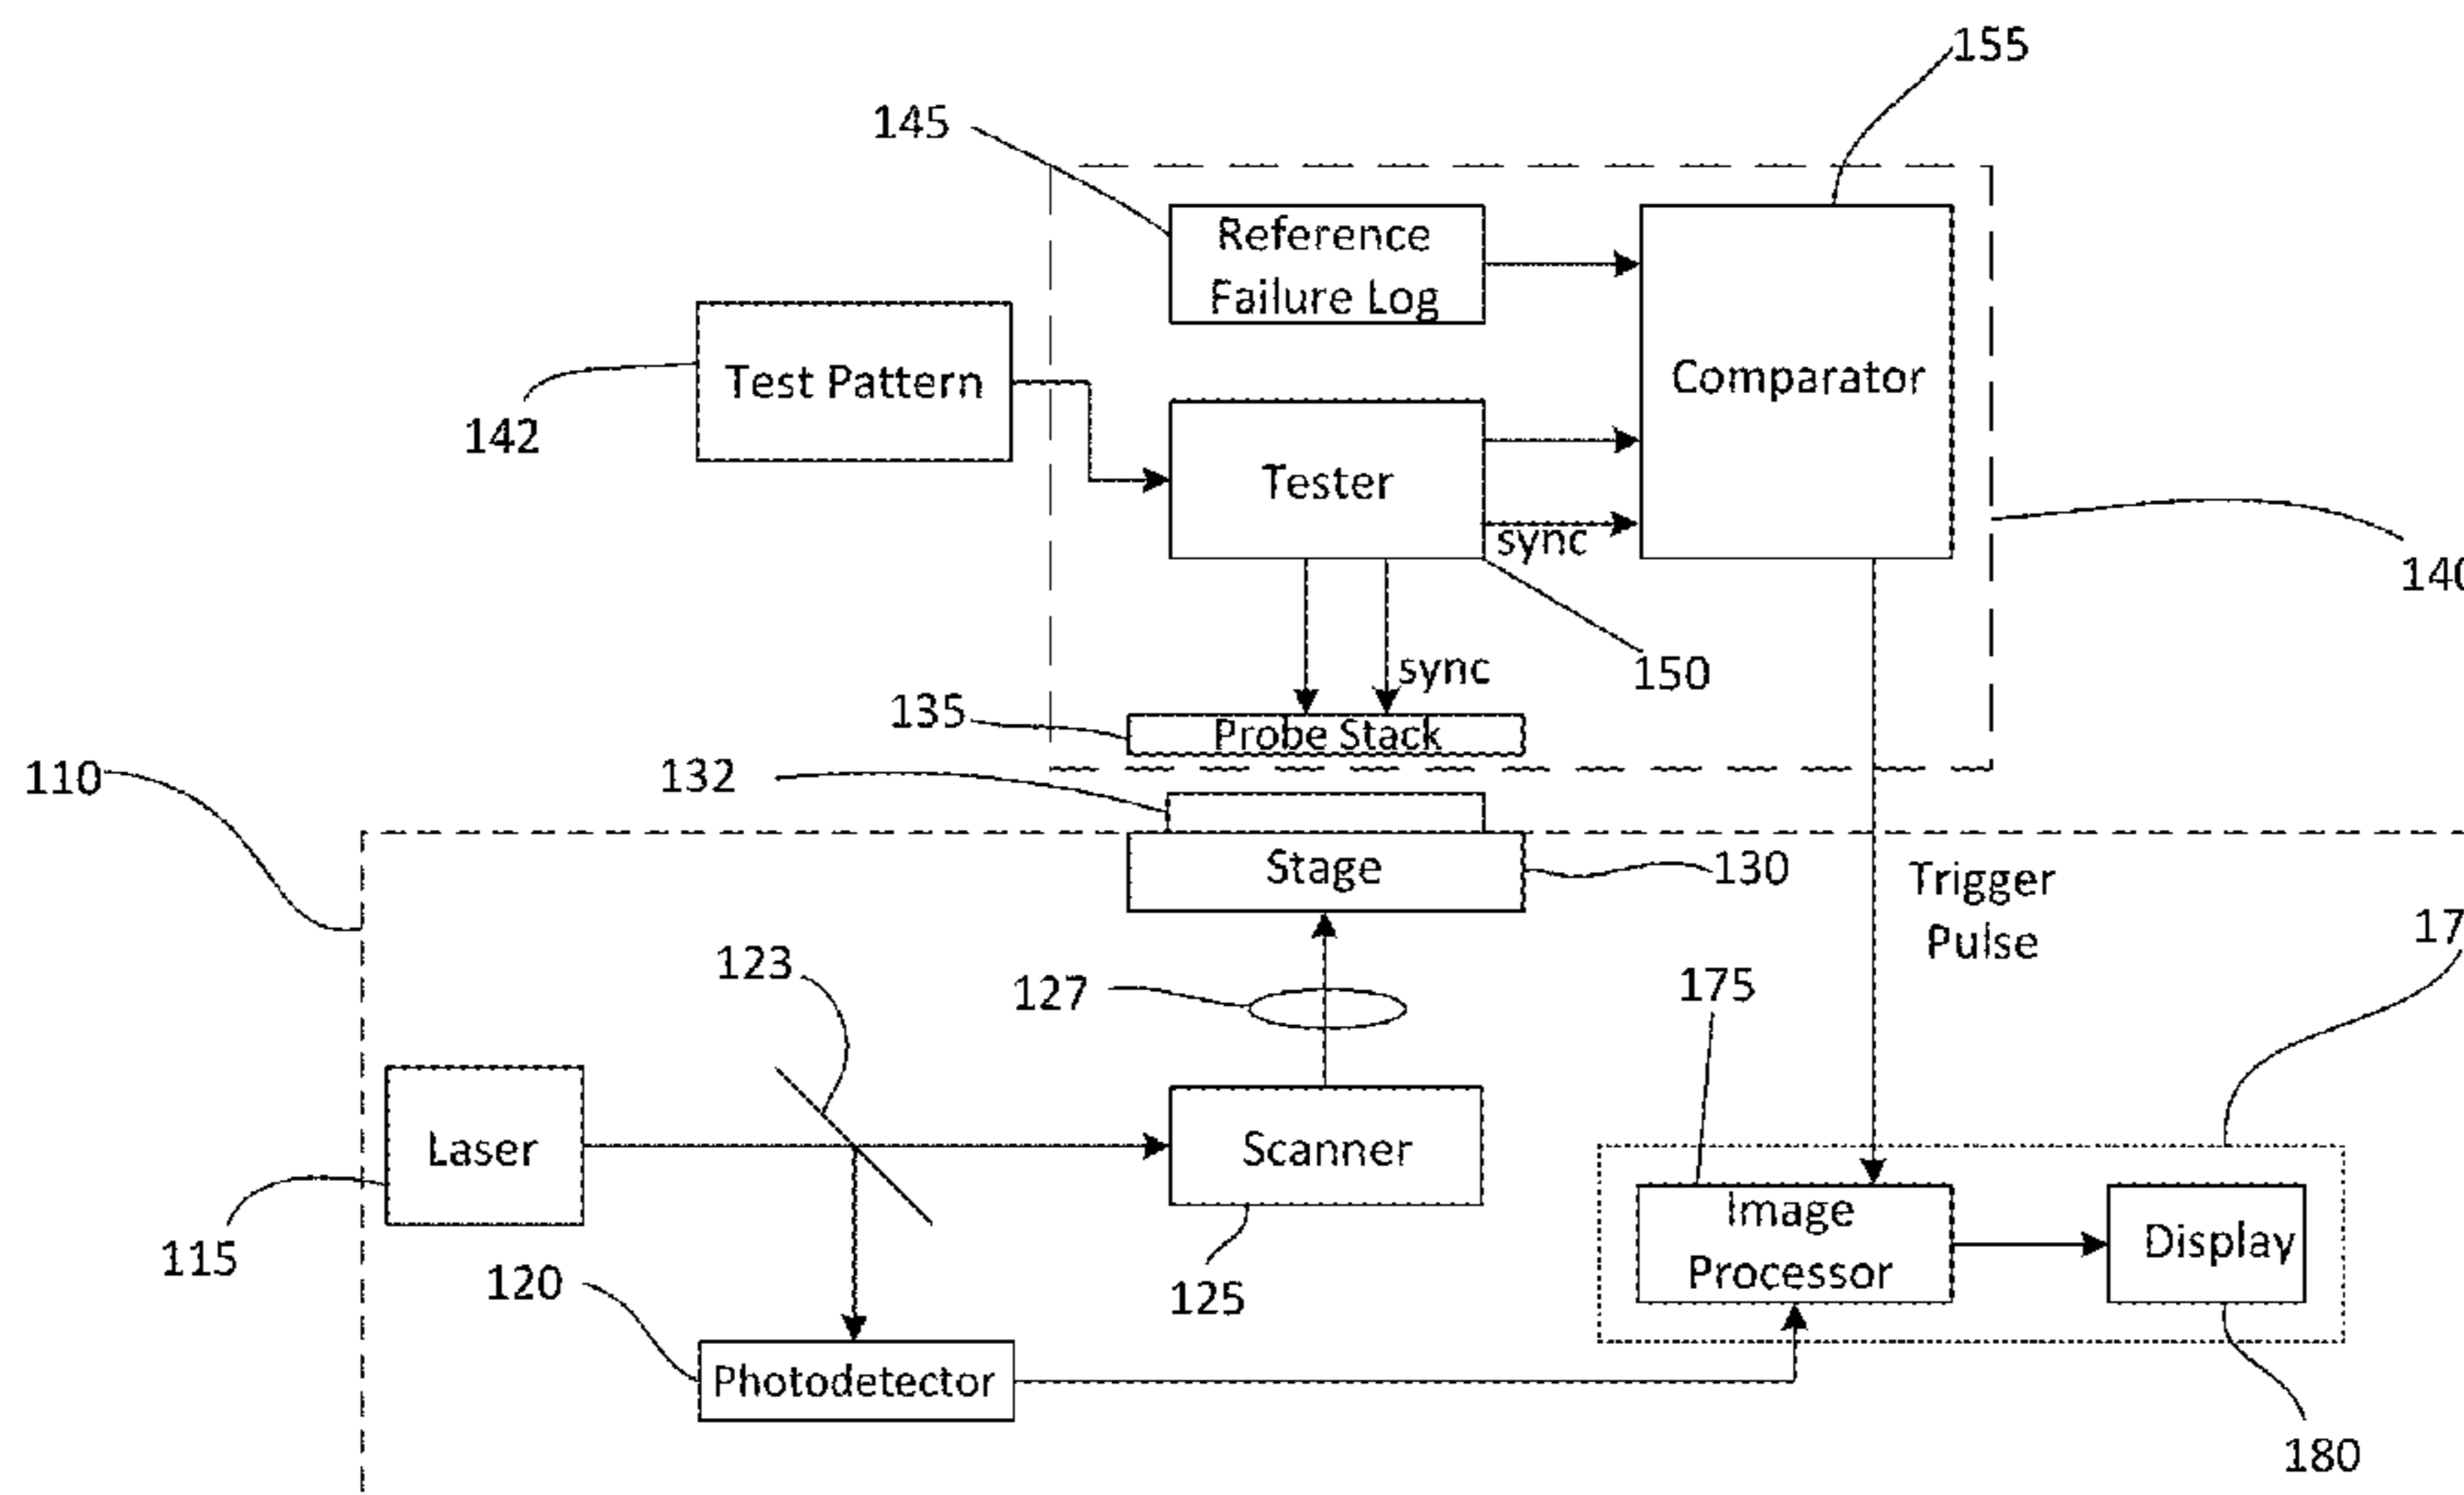 155
145
Reference
Failure Log
Test Pattern
Comparator
142
Tester
sync
140
sync
150
135
Probe Stack
132
110
Stage
130
Trigger
Pulse
17
123
127
175
Laser
Scanner
Image
Processor
Display
115
120
125
Photodetector
180